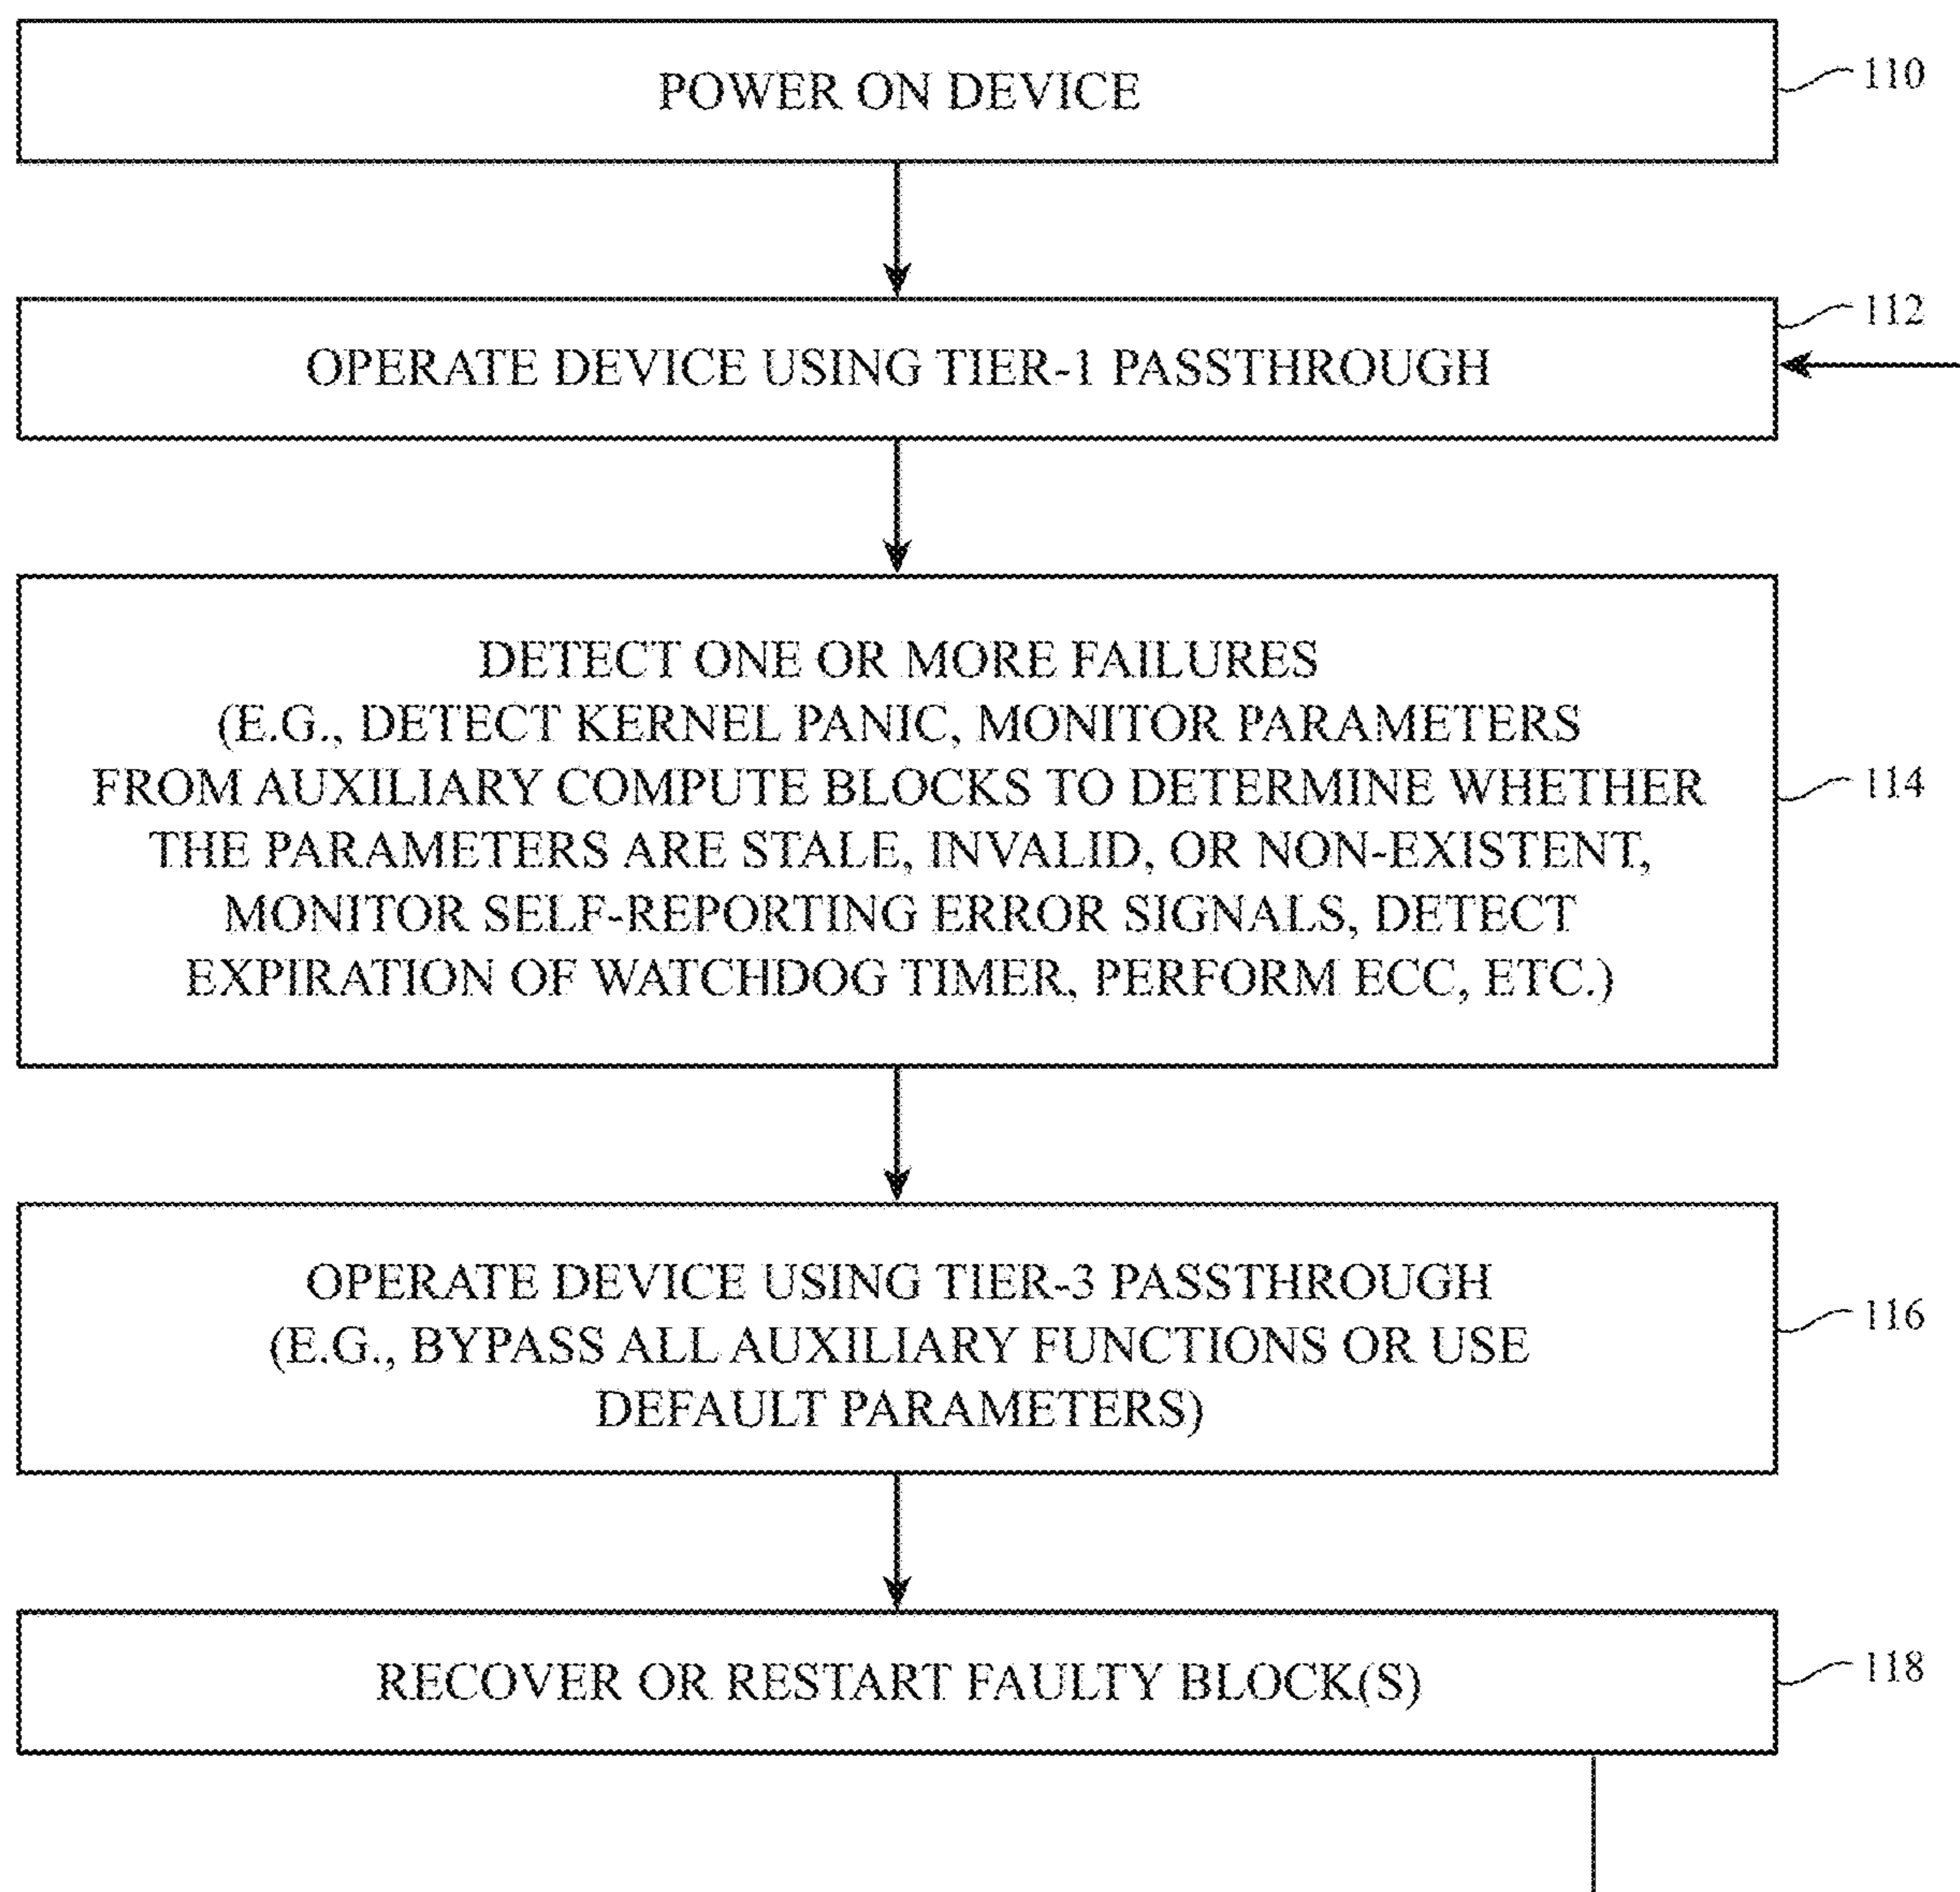 POWER ON DEVICE
110
OPERATE DEVICE USING TIER-1 PASSTHROUGH
112
DETECT ONE OR MORE FAILURES
(E.G., DETECT KERNEL PANIC, MONITOR PARAMETERS
FROM AUXILIARY COMPUTE BLOCKS TO DETERMINE WHETHER
THE PARAMETERS ARE STALE, INVALID, OR NON-EXISTENT,
MONITOR SELF-REPORTING ERROR SIGNALS, DETECT
EXPIRATION OF WATCHDOG TIMER, PERFORM ECC, ETC.)
114
OPERATE DEVICE USING TIER-3 PASSTHROUGH
(E.G., BYPASS ALL AUXILIARY FUNCTIONS OR USE
DEFAULT PARAMETERS)
116
RECOVER OR RESTART FAULTY BLOCK(S)
118